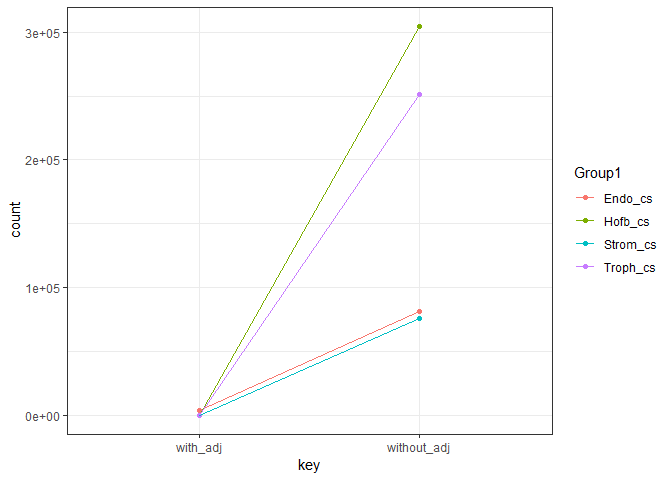 3e+05
2e+05
1e+05
0e+00
count
with_adj
without_adj
key
Group1
Endo_cs
Hofb_cs
Strom_cs
Troph_cs